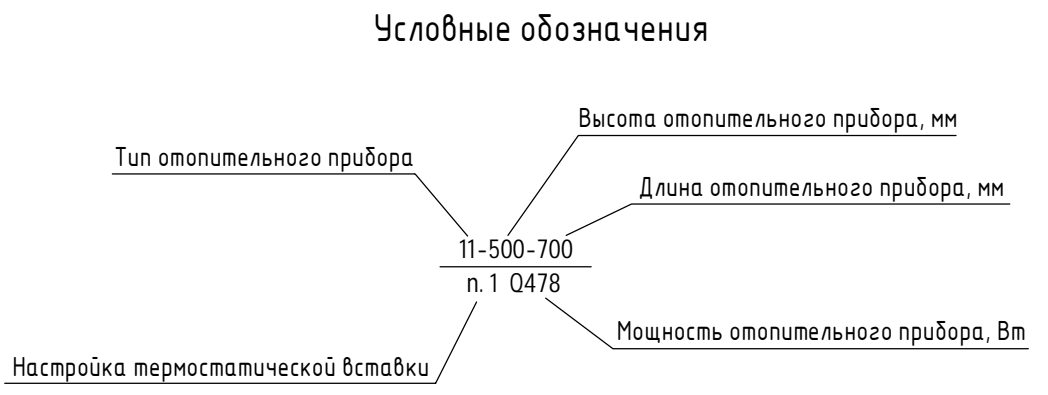 Условные обозначения
Высота отопительного прибора, мм
Тип отопительного прибора
Длина отопительного прибора, мм
11-500-700
п. 1 Q478
Мощность отопительного прибора, Вт
Настройка термостатической вставки